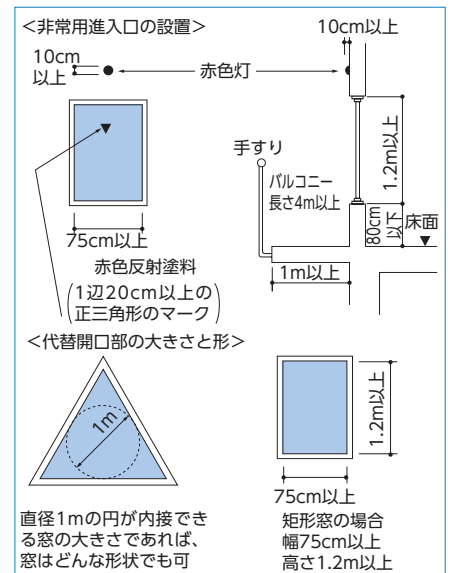 <非常用進入口の設置>
10cm以上
10cm
以上
赤色灯
手すり
バルコニー
長さ4m以上
1.2m以上
80cm
以下
床面
75cm以上
1m以上
赤色反射塗料
(1辺20cm以上の
正三角形のマーク)
<代替開口部の大きさと形>
1m
1.2m以上
75cm以上
直径1mの円が内接でき
る窓の大きさであれば、
窓はどんな形状でも可
矩形窓の場合
幅75cm以上
高さ1.2m以上